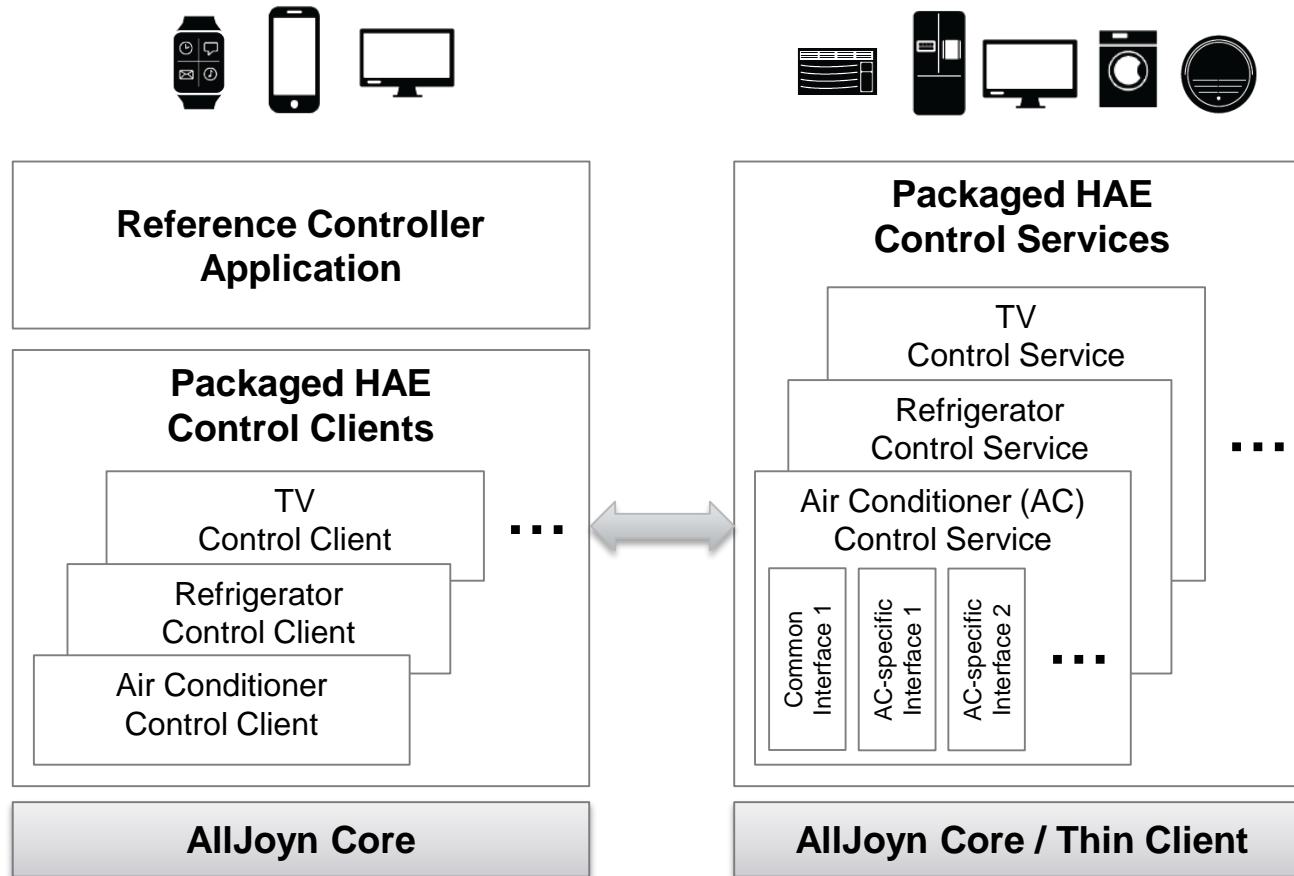 Reference Controller
Application
Packaged HAE
Control Clients
TV
Control Client
...
Refrigerator
Control Client
Air Conditioner
Control Client
AllJoyn Core
Packaged HAE
Control Services
TV
Control Service
Refrigerator
Control Service
...
Air Conditioner (AC)
Control Service
Common
Interface 1
AC-specific
Interface 1
AC-specific
Interface 2
...
AllJoyn Core / Thin Client